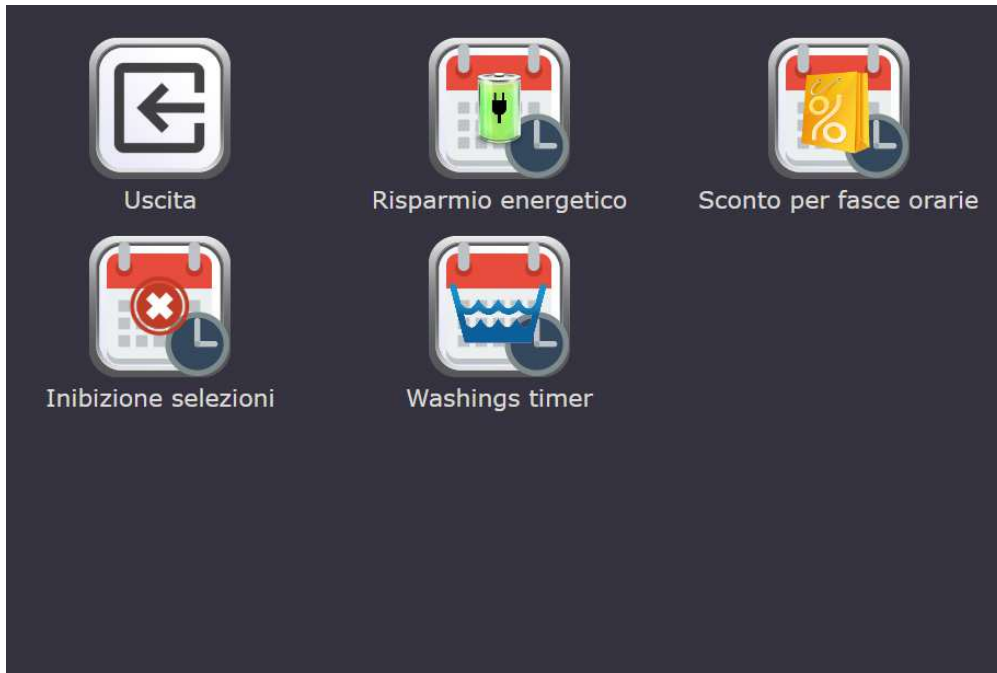 Uscita
Risparmio energetico
Sconto per fasce orarie
Inibizione selezioni
Washings timer